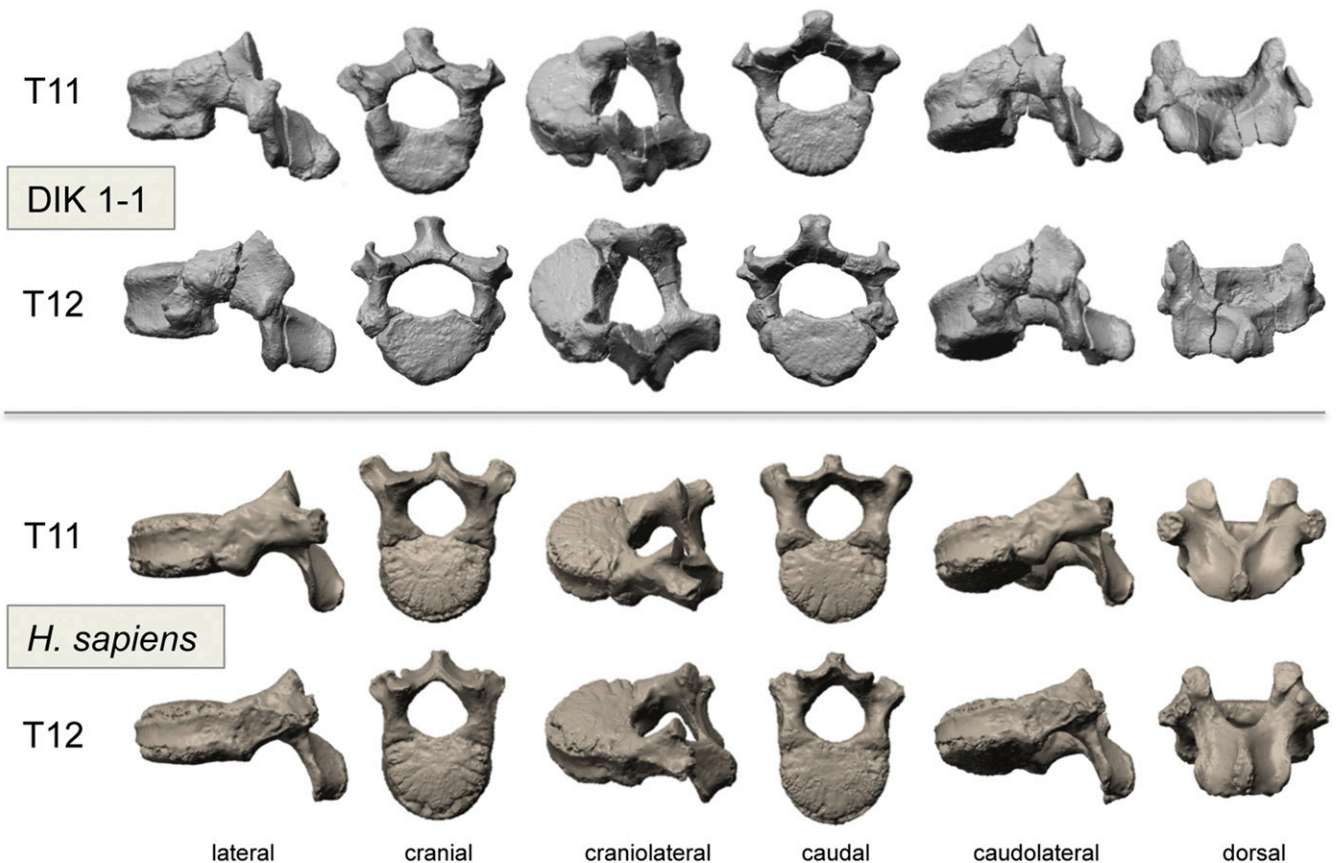 T11
DIK 1-1
T12
T11
H. sapiens
T12
lateral cranial craniolateral caudal caudolateral dorsal